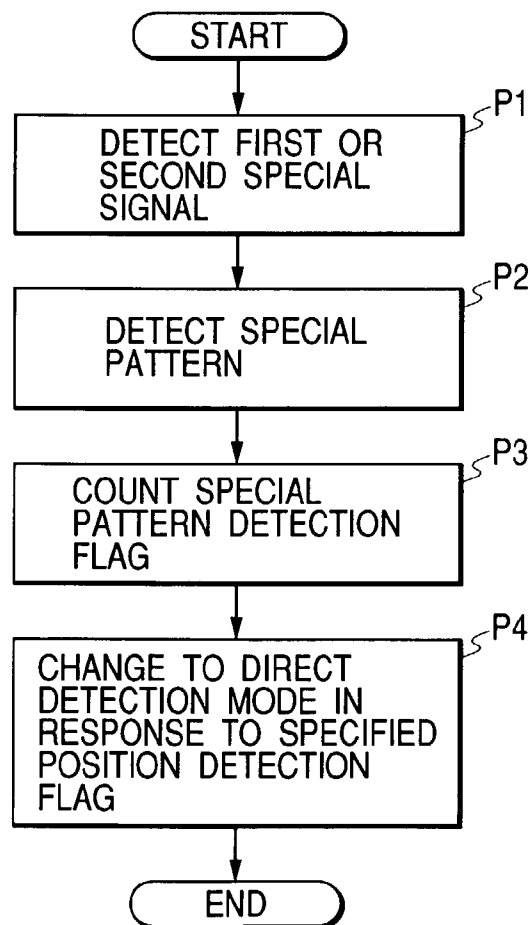 START
P1
DETECT FIRST OR
SECOND SPECIAL
SIGNAL
P2
DETECT SPECIAL
PATTERN
P3
COUNT SPECIAL
PATTERN DETECTION
FLAG
P4
CHANGE TO DIRECT
DETECTION MODE IN
RESPONSE TO SPECIFIED
POSITION DETECTION
FLAG
END